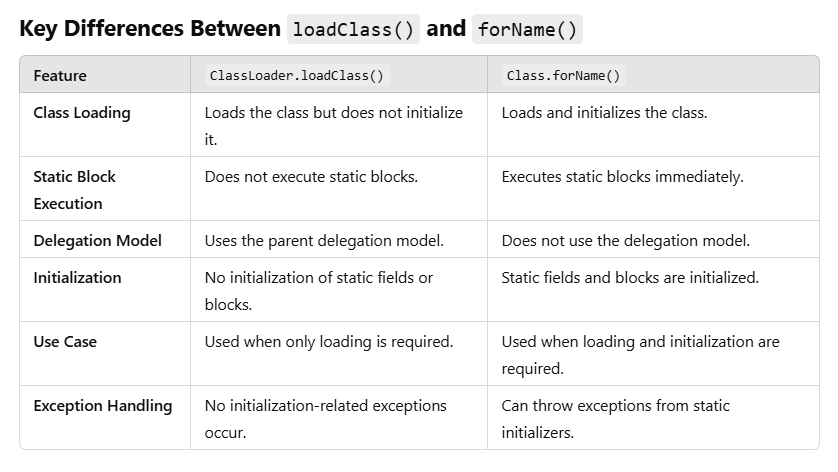 Key Differences Between loadClass() and forName()
Feature ClassLoader.loadClass() Class.forName()
Class Loading Loads the class but does not initialize Loads and initializes the class.
it.
Static Block Does not execute static blocks. Executes static blocks immediately.
Execution
Delegation Model Uses the parent delegation model. Does not use the delegation model.
Initialization No initialization of static fields or Static fields and blocks are initialized.
blocks.
Use Case Used when only loading is required. Used when loading and initialization are
required.
Exception Handling No initialization-related exceptions Can throw exceptions from static
occur. initializers.